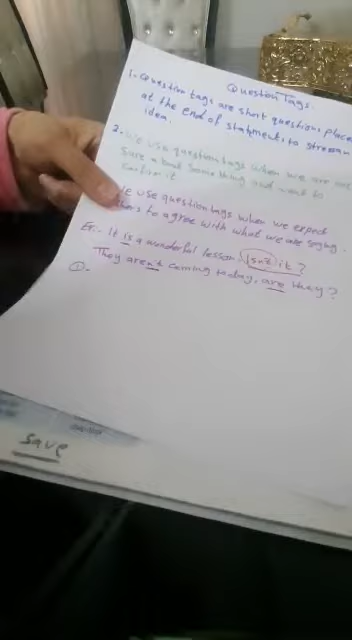 Question Tags.
1- Question tags are short questions place
at the end of statments, to
idea.
2- We use question tags when we are not
sure about something and want to
confirm it
We use question tags when we expect
to agree with what we are saying.
Ex:- It is a wonderful lesson, isn't it?
They aren't coming today, are they?
①-
save